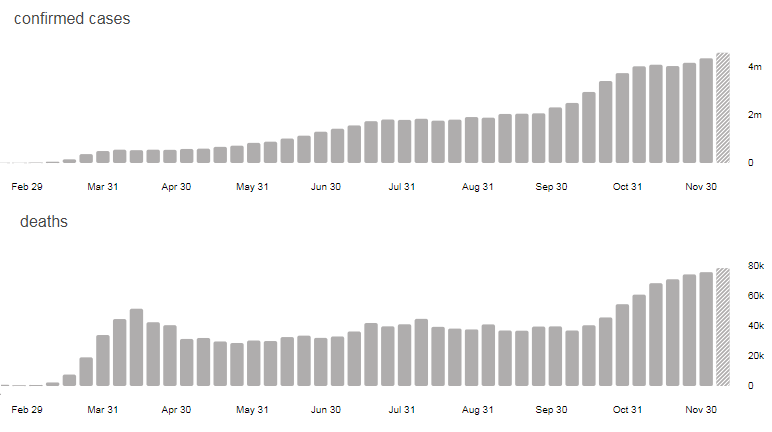 confirmed cases
4m
2m
0
Feb 29 Mar 31 Apr 30 May 31 Jun 30 Jul 31 Aug 31 Sep 30 Oct 31 Nov 30
deaths
80k
60k
40k
20k
0
Feb 29 Mar 31 Apr 30 May 31 Jun 30 Jul 31 Aug 31 Sep 30 Oct 31 Nov 30